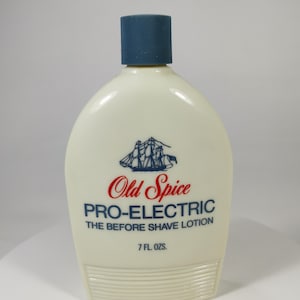 Old Spice
PRO-ELECTRIC
THE BEFORE SHAVE LOTION
7 FL. OZS.